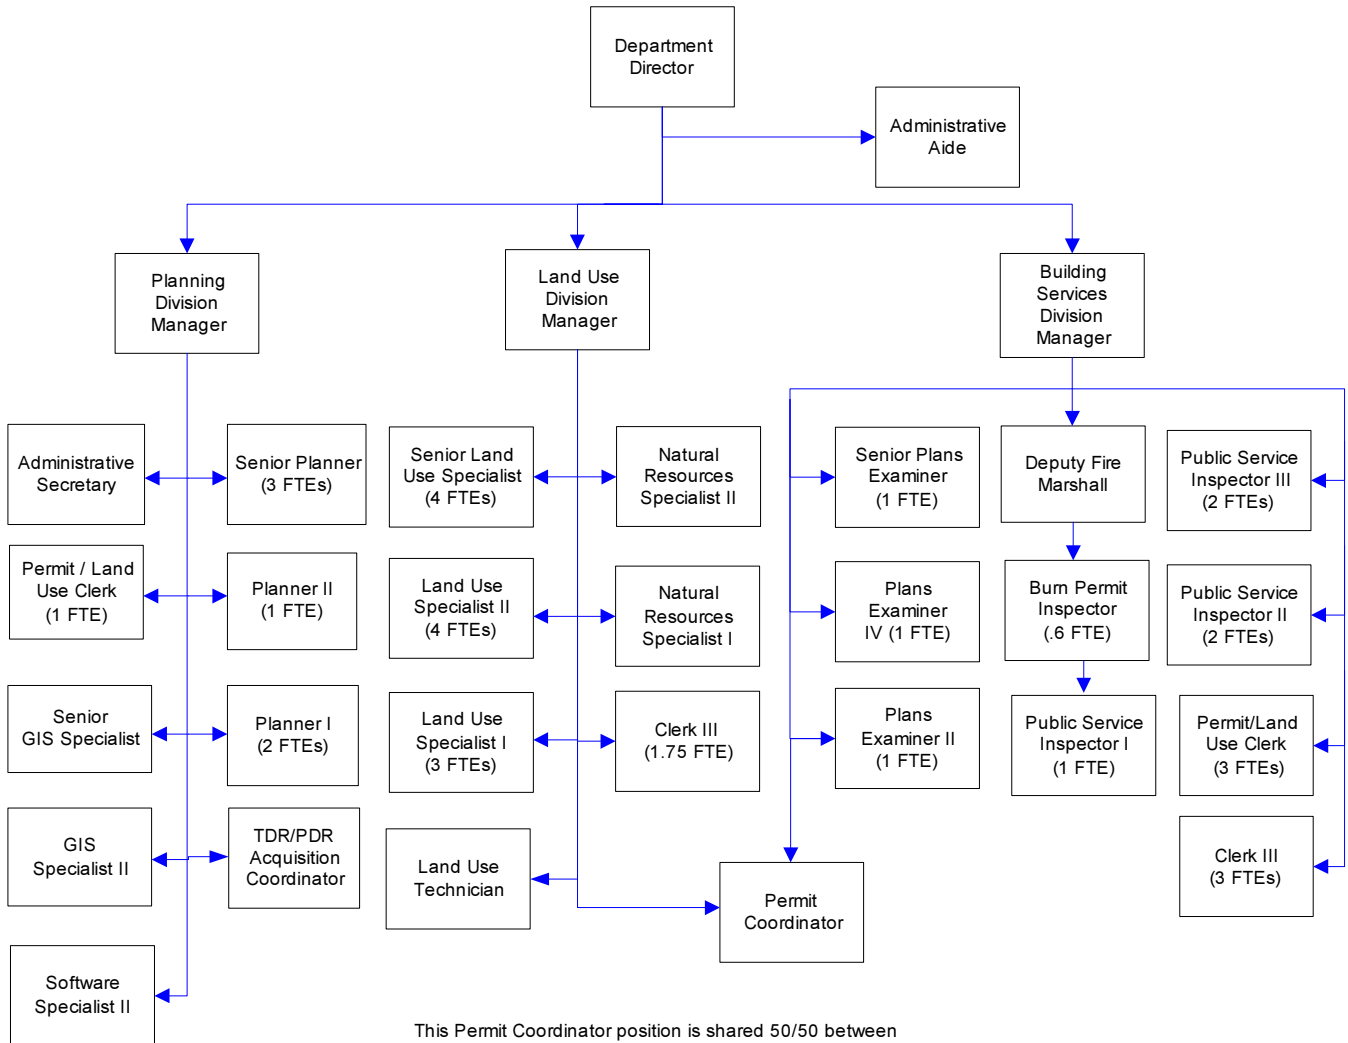 Department
Director
Administrative
Aide
Planning
Division
Manager
Land Use
Division
Manager
Building
Services
Division
Manager
Administrative
Secretary
Senior Planner
(3 FTEs)
Senior Land
Use Specialist
(4 FTEs)
Natural
Resources
Specialist II
Senior Plans
Examiner
(1 FTE)
Deputy Fire
Marshall
Public Service
Inspector III
(2 FTEs)
Permit / Land
Use Clerk
(1 FTE)
Planner II
(1 FTE)
Land Use
Specialist II
(4 FTEs)
Natural
Resources
Specialist I
Plans
Examiner
IV (1 FTE)
Burn Permit
Inspector
(.6 FTE)
Public Service
Inspector II
(2 FTEs)
Senior
GIS Specialist
Planner I
(2 FTEs)
Land Use
Specialist I
(3 FTEs)
Clerk III
(1.75 FTE)
Plans
Examiner II
(1 FTE)
Public Service
Inspector I
(1 FTE)
Permit/Land
Use Clerk
(3 FTEs)
GIS
Specialist II
TDR/PDR
Acquisition
Coordinator
Land Use
Technician
Permit
Coordinator
Clerk III
(3 FTEs)
Software
Specialist II
This Permit Coordinator position is shared 50/50 between